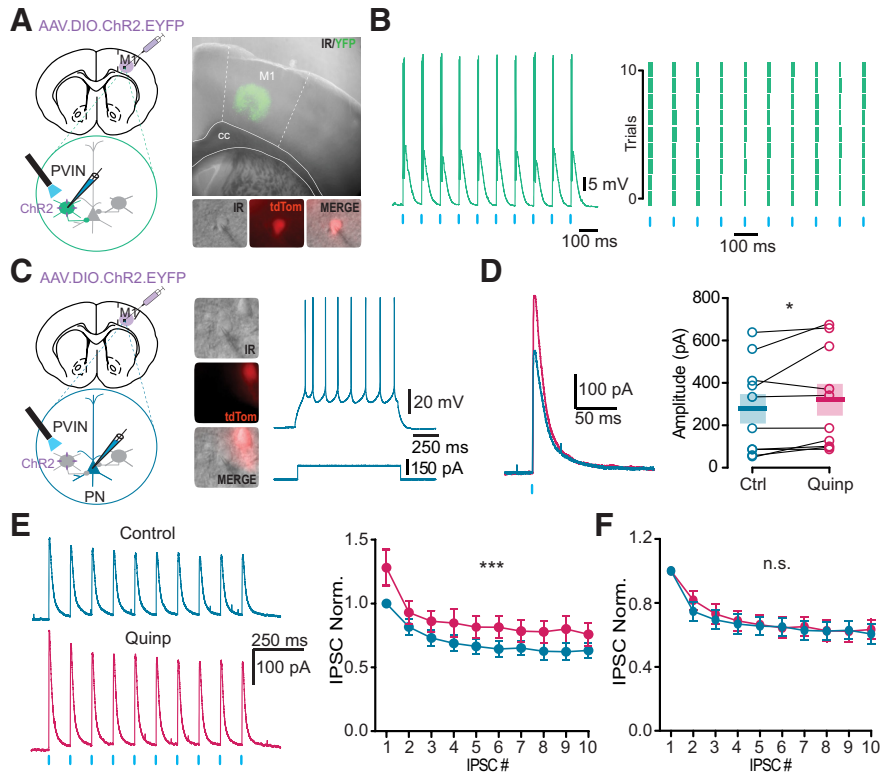 A
AAV.DIO.ChR2.EYFP
M1
PVIN
ChR2
IR/YFP
M1
cc
IR
tdTom
MERGE
B
5 mV
100 ms
10
Trials
0
100 ms
C
AAV.DIO.ChR2.EYFP
M1
PVIN
ChR2
PN
IR
tdTom
MERGE
20 mV
250 ms
150 pA
D
100 pA
50 ms
Amplitude (pA)
800
600
400
200
0
*
Ctrl
Quinp
E
Control
Quinp
250 ms
100 pA
IPSC Norm.
1.5
1.0
0.5
0.0
***
1 2 3 4 5 6 7 8 9 10
IPSC #
F
IPSC Norm.
1.2
0.8
0.4
0.0
n.s.
1 2 3 4 5 6 7 8 9 10
IPSC #